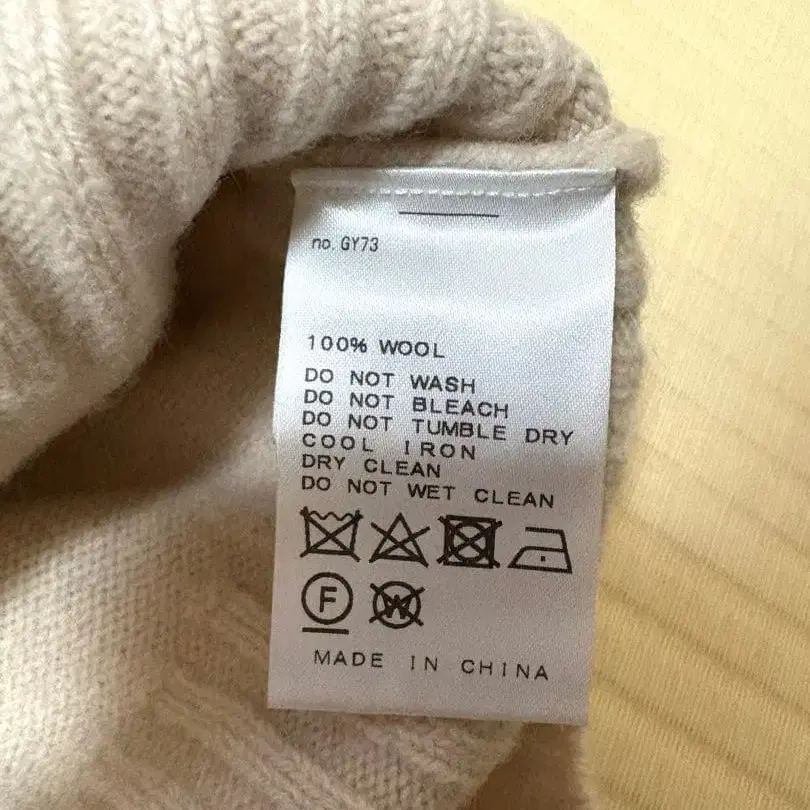 no. GY73
100% WOOL
DO NOT WASH
DO NOT BLEACH
DO NOT TUMBLE DRY
COOL IRON
DRY CLEAN
DO NOT WET CLEAN
F W
MADE IN CHINA